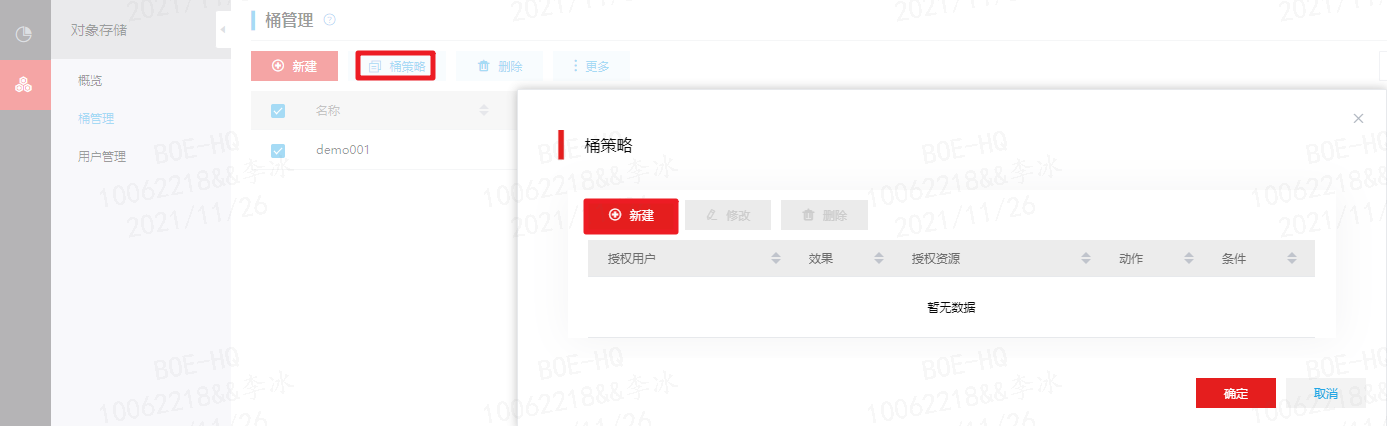 对象存储
概览
桶管理
用户管理
桶管理
新建
桶策略
删除
更多
名称
demo001
桶策略
新建
修改
删除
授权用户
效果
授权资源
动作
条件
暂无数据
确定
取消
BOE-HQ
10062218&&李冰
2021/11/26